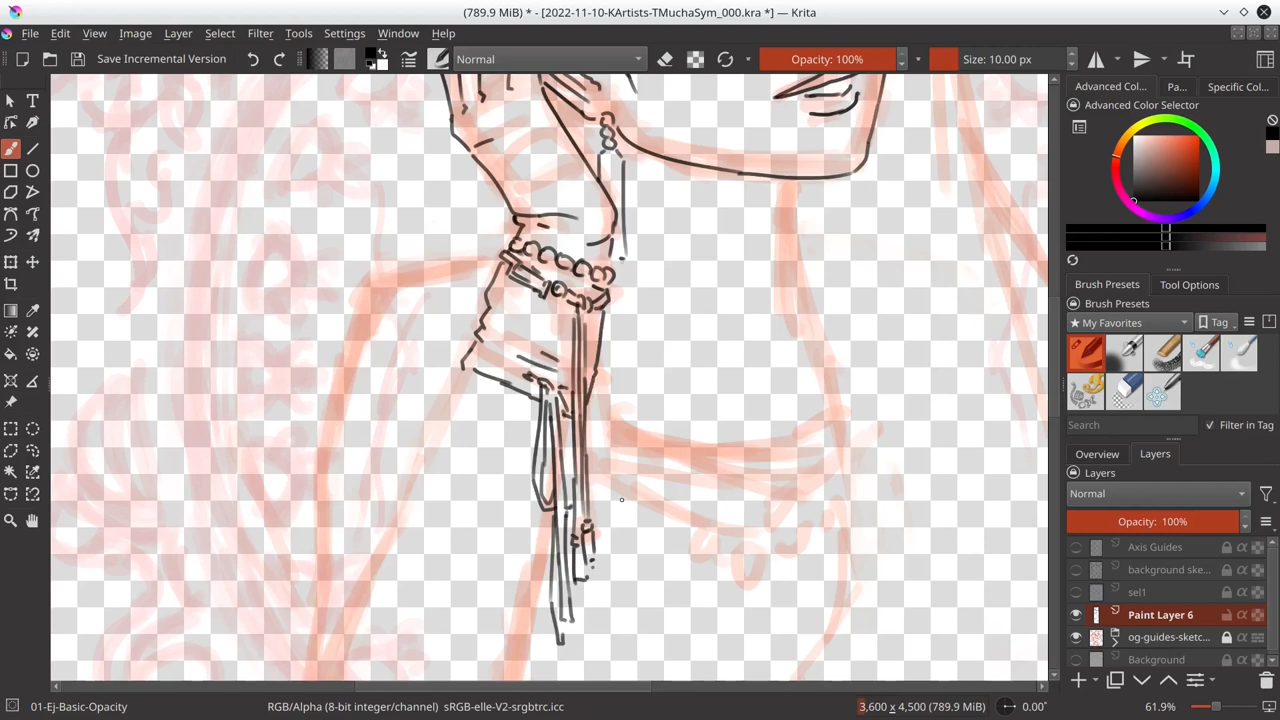 (789.9 MiB) * - [2022-11-10-KArtists-TMuchaSym_000.kra *] — Krita
File Edit View Image Layer Select Filter Tools Settings Window Help
Save Incremental Version Normal Opacity: 100% Size: 10.00 px
Advanced Col... Pa... Specific Col...
Advanced Color Selector
Brush Presets Tool Options
Brush Presets
★ My Favorites Tag
Search Filter in Tag
Overview Layers
Layers
Normal
Opacity: 100%
Axis Guides
background ske...
sel1
Paint Layer 6
og-guides-sketc...
Background
01-Ej-Basic-Opacity RGB/Alpha (8-bit integer/channel) sRGB-elle-V2-srgbtrc.icc 3,600 x 4,500 (789.9 MiB) 0.00° 61.9%